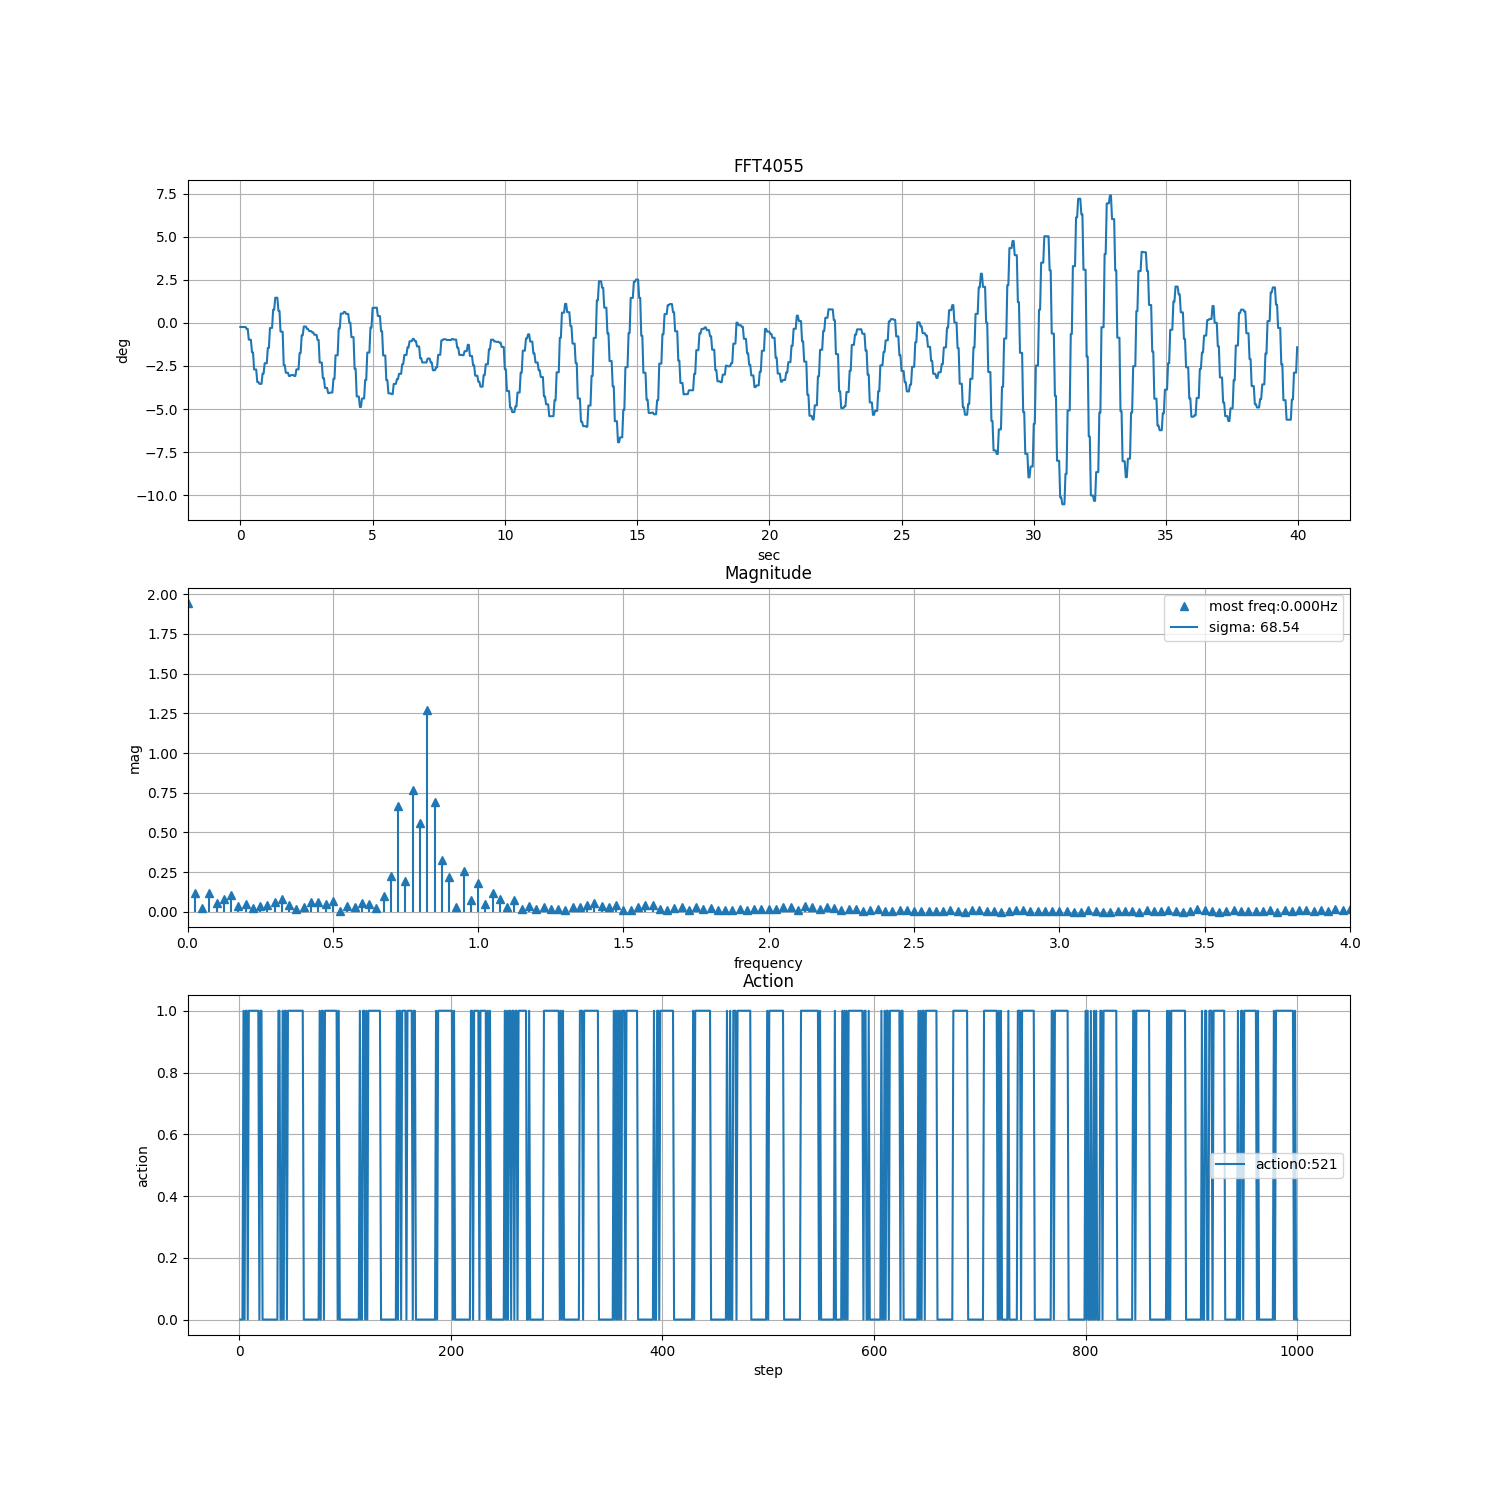 FFT4055
7.5
5.0
2.5
0.0
−2.5
−5.0
−7.5
−10.0
deg
0 5 10 15 20 25 30 35 40
sec
Magnitude
2.00
1.75
1.50
1.25
1.00
0.75
0.50
0.25
0.00
mag
most freq:0.000Hz
sigma: 68.54
0.0 0.5 1.0 1.5 2.0 2.5 3.0 3.5 4.0
frequency
Action
1.0
0.8
0.6
0.4
0.2
0.0
action
action0:521
0 200 400 600 800 1000
step